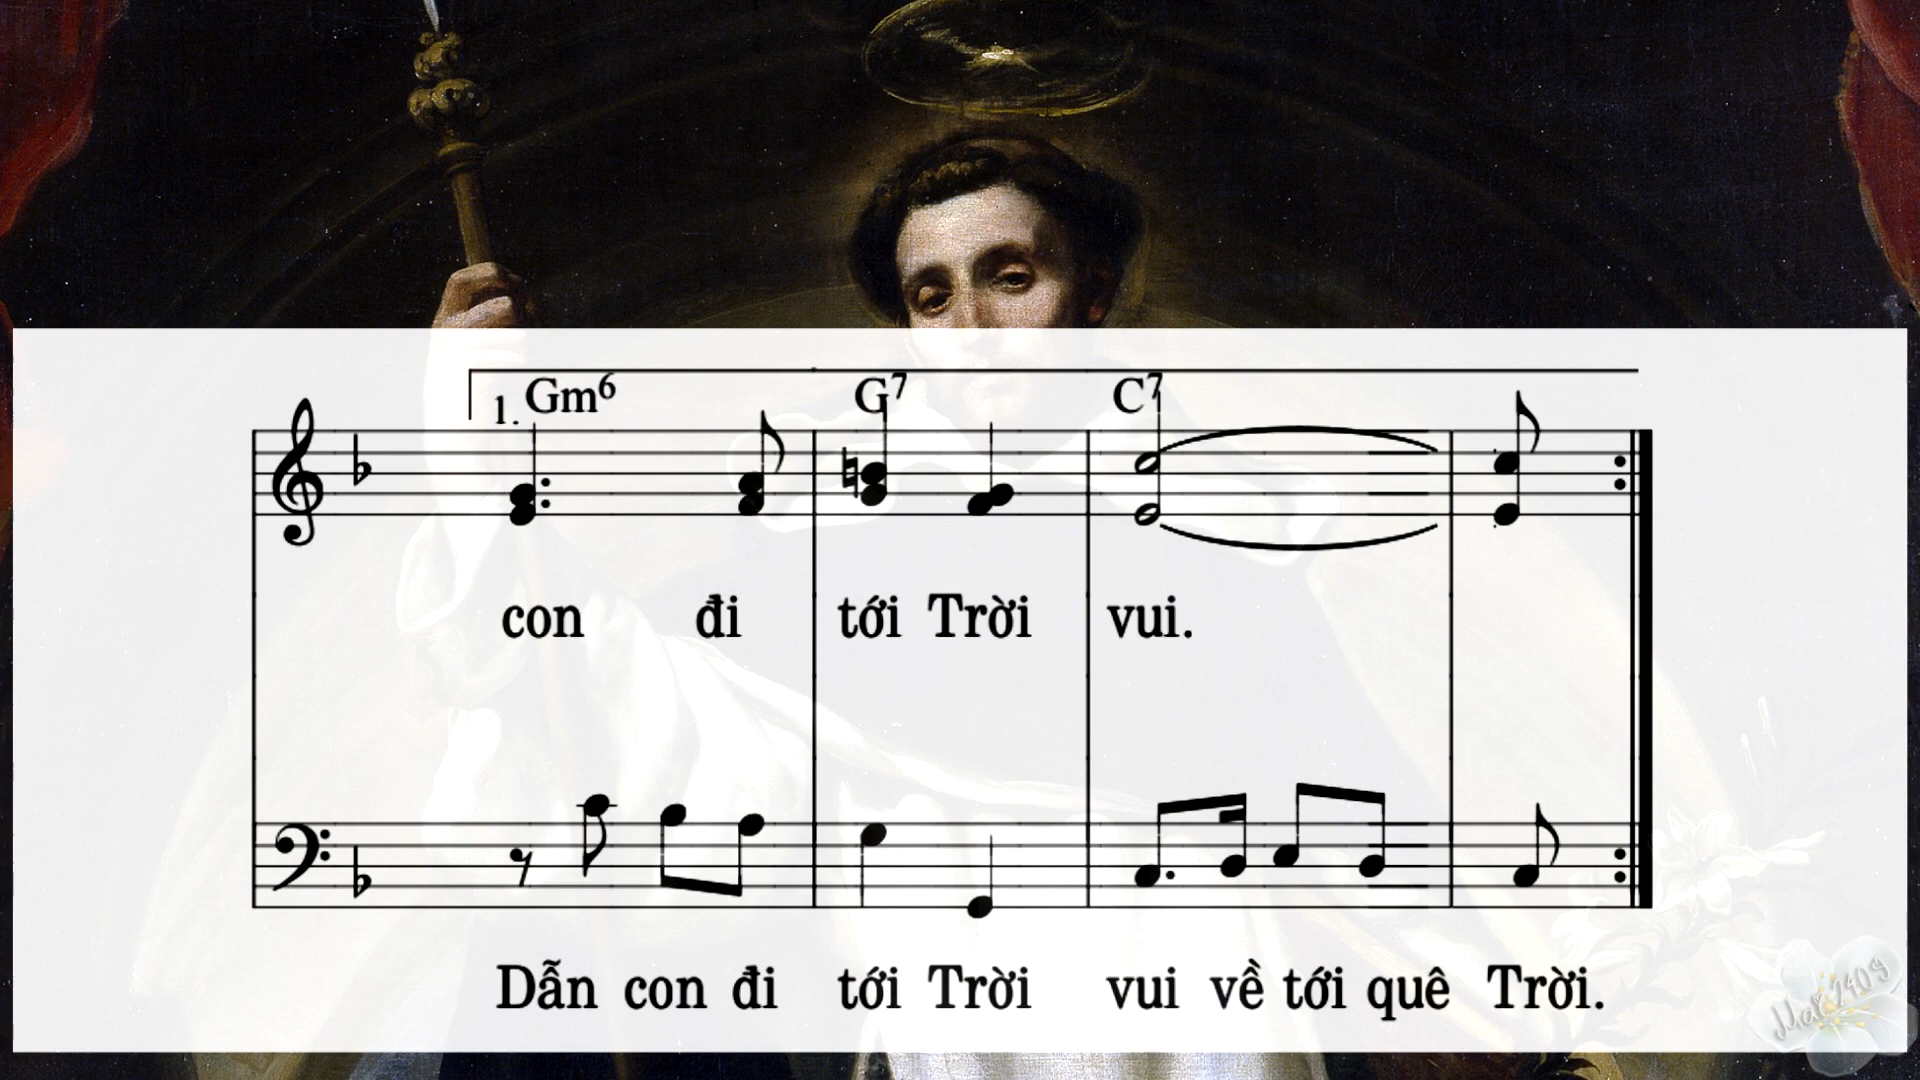 1. Gm6 G7 C7
con đi tới Trời vui.
Dẫn con đi tới Trời vui về tới quê Trời.